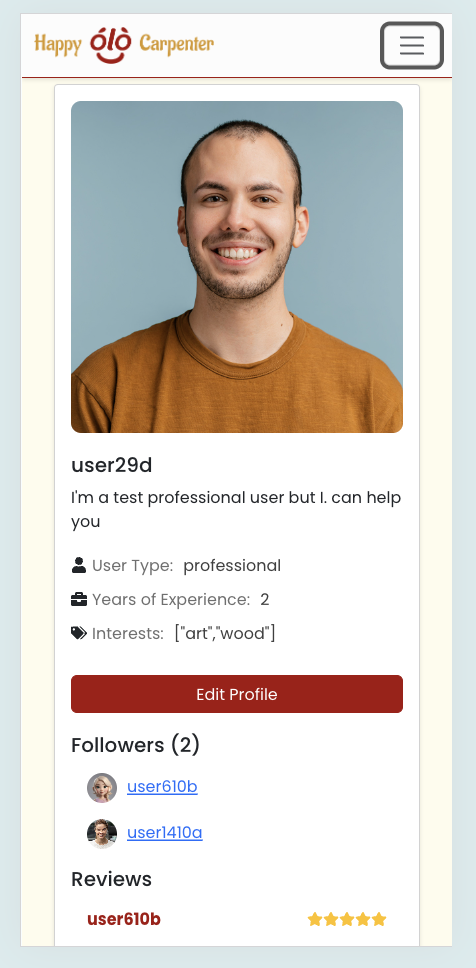 Happy ólò Carpenter
user29d
I'm a test professional user but I. can help
you
User Type: professional
Years of Experience: 2
Interests: ["art","wood"]
Edit Profile
Followers (2)
user610b
user1410a
Reviews
user610b